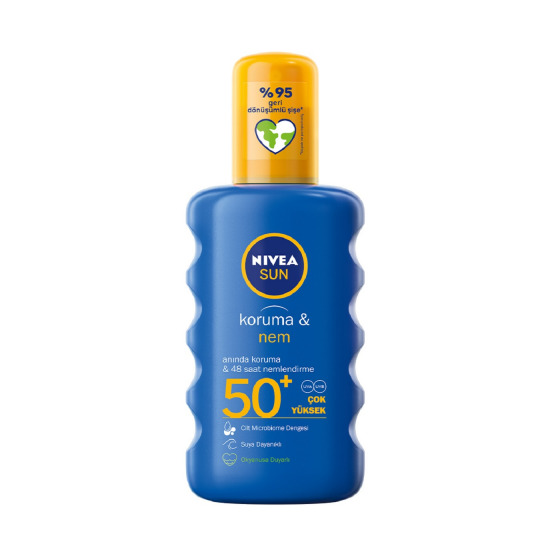 %95
geri
dönüşümlü şişe*
NIVEA
SUN
koruma &
nem
anında koruma
& 48 saat nemlendirme
50+
UVA UVB
ÇOK
YÜKSEK
Cilt Microbiome Dengesi
Suya Dayanıklı
Okyanusa Duyarlı